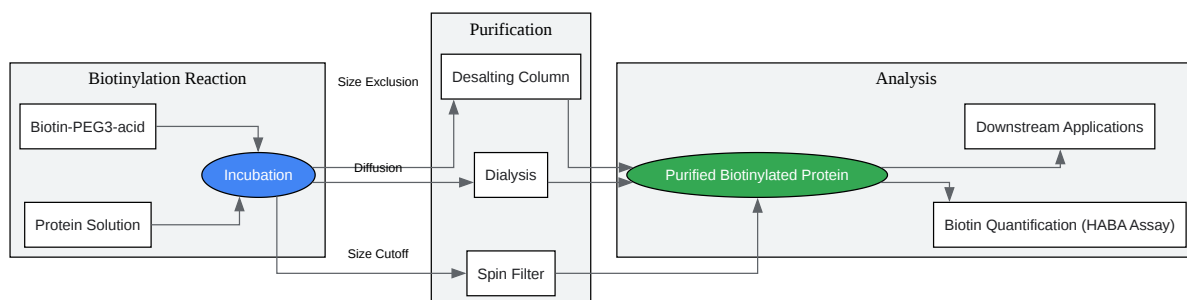 Purification
Biotinylation Reaction
Size Exclusion
Desalting Column
Analysis
Biotin-PEG3-acid
Downstream Applications
Incubation
Diffusion
Dialysis
Purified Biotinylated Protein
Protein Solution
Biotin Quantification (HABA Assay)
Size Cutoff
Spin Filter